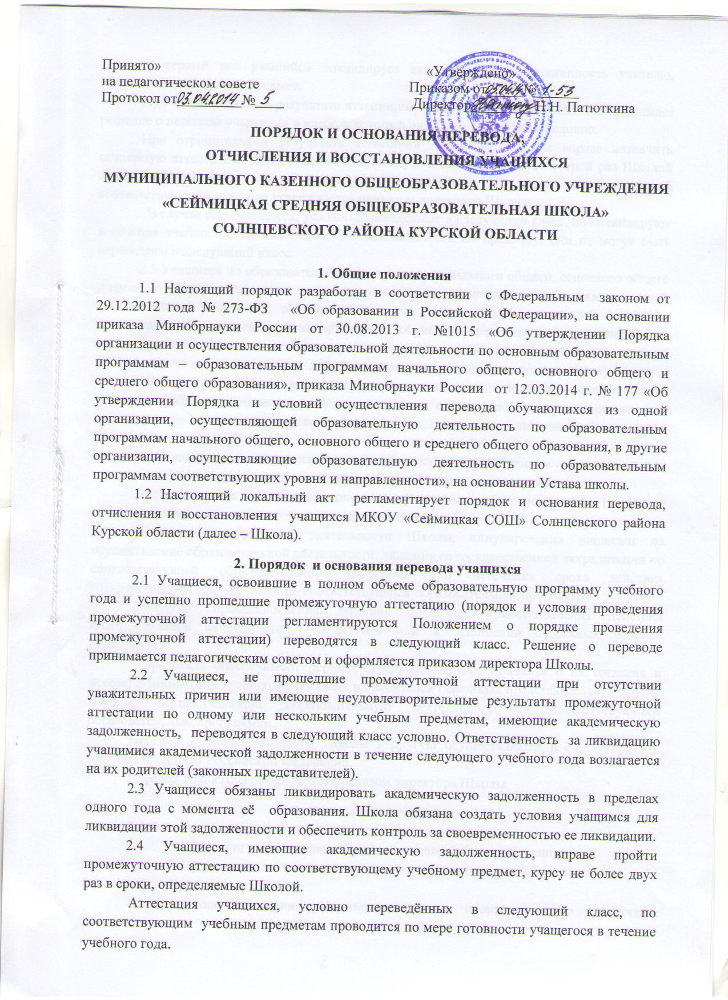 Принято»
на педагогическом совете
Протокол от 03.04.2014 № 5
«Утверждено»
Приказом от 05.04.14 № 1-53
Директор Н.Н. Патюткина
ПОРЯДОК И ОСНОВАНИЯ ПЕРЕВОДА,
ОТЧИСЛЕНИЯ И ВОССТАНОВЛЕНИЯ УЧАЩИХСЯ
МУНИЦИПАЛЬНОГО КАЗЕННОГО ОБЩЕОБРАЗОВАТЕЛЬНОГО УЧРЕЖДЕНИЯ
«СЕЙМИЦКАЯ СРЕДНЯЯ ОБЩЕОБРАЗОВАТЕЛЬНАЯ ШКОЛА»
СОЛНЦЕВСКОГО РАЙОНА КУРСКОЙ ОБЛАСТИ
1. Общие положения
1.1 Настоящий порядок разработан в соответствии с Федеральным законом от
29.12.2012 года № 273-ФЗ «Об образовании в Российской Федерации», на основании
приказа Минобрнауки России от 30.08.2013 г. №1015 «Об утверждении Порядка
организации и осуществления образовательной деятельности по основным образовательным
программам – образовательным программам начального общего, основного общего и
среднего общего образования», приказа Минобрнауки России от 12.03.2014 г. № 177 «Об
утверждении Порядка и условий осуществления перевода обучающихся из одной
организации, осуществляющей образовательную деятельность по образовательным
программам начального общего, основного общего и среднего общего образования, в другие
организации, осуществляющие образовательную деятельность по образовательным
программам соответствующих уровня и направленности», на основании Устава школы.
1.2 Настоящий локальный акт регламентирует порядок и основания перевода,
отчисления и восстановления учащихся МКОУ «Сеймицкая СОШ» Солнцевского района
Курской области (далее – Школа).
2. Порядок и основания перевода учащихся
2.1 Учащиеся, освоившие в полном объеме образовательную программу учебного
года и успешно прошедшие промежуточную аттестацию (порядок и условия проведения
промежуточной аттестации регламентируются Положением о порядке проведения
промежуточной аттестации) переводятся в следующий класс. Решение о переводе
принимается педагогическим советом и оформляется приказом директора Школы.
2.2 Учащиеся, не прошедшие промежуточной аттестации при отсутствии
уважительных причин или имеющие неудовлетворительные результаты промежуточной
аттестации по одному или нескольким учебным предметам, имеющие академическую
задолженность, переводятся в следующий класс условно. Ответственность за ликвидацию
учащимися академической задолженности в течение следующего учебного года возлагается
на их родителей (законных представителей).
2.3 Учащиеся обязаны ликвидировать академическую задолженность в пределах
одного года с момента её образования. Школа обязана создать условия учащимся для
ликвидации этой задолженности и обеспечить контроль за своевременностью ее ликвидации.
2.4 Учащиеся, имеющие академическую задолженность, вправе пройти
промежуточную аттестацию по соответствующему учебному предмет, курсу не более двух
раз в сроки, определяемые Школой.
Аттестация учащихся, условно переведённых в следующий класс, по
соответствующим учебным предметам проводится по мере готовности учащегося в течение
учебного года.